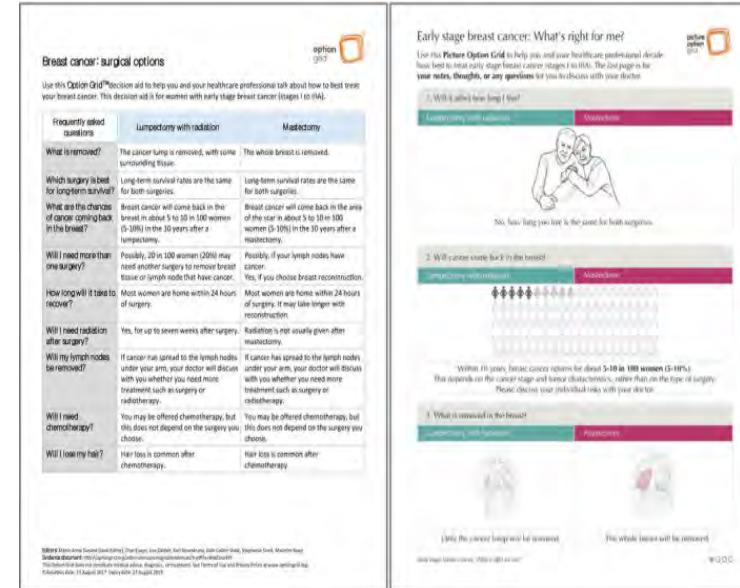 Breast cancer: surgical options
option
grid
Use this Option Grid™ decision aid to help you and your healthcare professional talk about how to best treat
your breast cancer. This decision aid is for women with early stage breast cancer (stages I to IIIA).
Frequently asked
questions
Lumpectomy with radiation
Mastectomy
What is removed?
The cancer lump is removed, with some
surrounding tissue.
The whole breast is removed.
Which surgery is best
for long-term survival?
Long-term survival rates are the same
for both surgeries.
Long-term survival rates are the same
for both surgeries.
What are the chances
of cancer coming back
in the breast?
Breast cancer will come back in the
breast in about 5 to 10 in 100 women
(5-10%) in the 10 years after a
lumpectomy.
Breast cancer will come back in the area
of the scar in about 5 to 10 in 100
women (5-10%) in the 10 years after a
mastectomy.
Will I need more than
one surgery?
Possibly, 20 in 100 women (20%) may
need another surgery to remove breast
tissue or lymph node that have cancer.
Possibly, if your lymph nodes have
cancer.
Yes, if you choose breast reconstruction.
How long will it take to
recover?
Most women are home within 24 hours
of surgery.
Most women are home within 24 hours
of surgery. It may take longer with
reconstruction.
Will I need radiation
after surgery?
Yes, for up to seven weeks after surgery.
Radiation is not usually given after
mastectomy.
Will my lymph nodes
be removed?
If cancer has spread to the lymph nodes
under your arm, your doctor will discuss
with you whether you need more
treatment such as surgery or
radiotherapy.
If cancer has spread to the lymph nodes
under your arm, your doctor will discuss
with you whether you need more
treatment such as surgery or
radiotherapy.
Will I need
chemotherapy?
You may be offered chemotherapy, but
this does not depend on the surgery you
choose.
You may be offered chemotherapy, but
this does not depend on the surgery you
choose.
Will I lose my hair?
Hair loss is common after
chemotherapy.
Hair loss is common after
chemotherapy.
Early stage breast cancer: What's right for me?
picture
option
grid
Use this Picture Option Grid to help you and your healthcare professional decide
how best to treat early stage breast cancer (stages I to IIIA). The last page is for
your notes, thoughts, or any questions for you to discuss with your doctor.
1. Will it affect how long I live?
Lumpectomy with radiation
Mastectomy
No, how long you live is the same for both surgeries.
2. Will cancer come back in the breast?
Lumpectomy with radiation
Mastectomy
Within 10 years, breast cancer returns for about 5-10 in 100 women (5-10%)
This depends on the cancer stage and tumor characteristics, rather than on the type of surgery.
Please discuss your individual risks with your doctor.
3. What is removed in the breast?
Lumpectomy with radiation
Mastectomy
Only the cancer lump will be removed.
The whole breast will be removed.